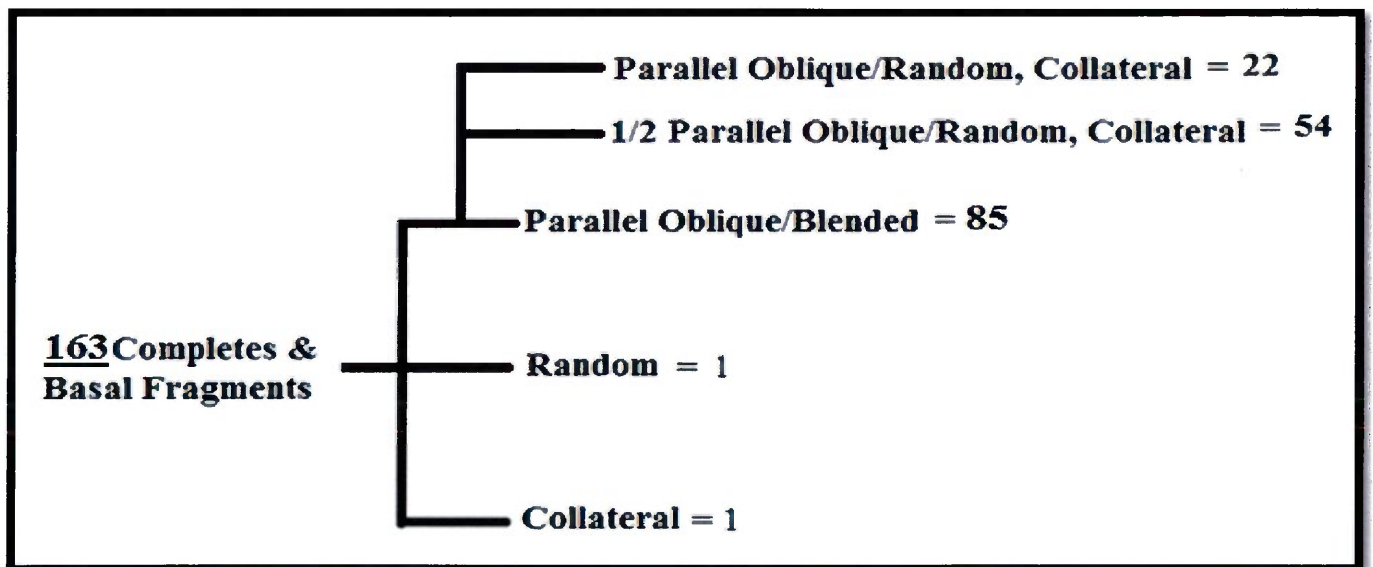 Parallel Oblique/Random, Collateral = 22
1/2 Parallel Oblique/Random, Collateral = 54
Parallel Oblique/Blended = 85
163 Completes &
Basal Fragments
Random = 1
Collateral = 1